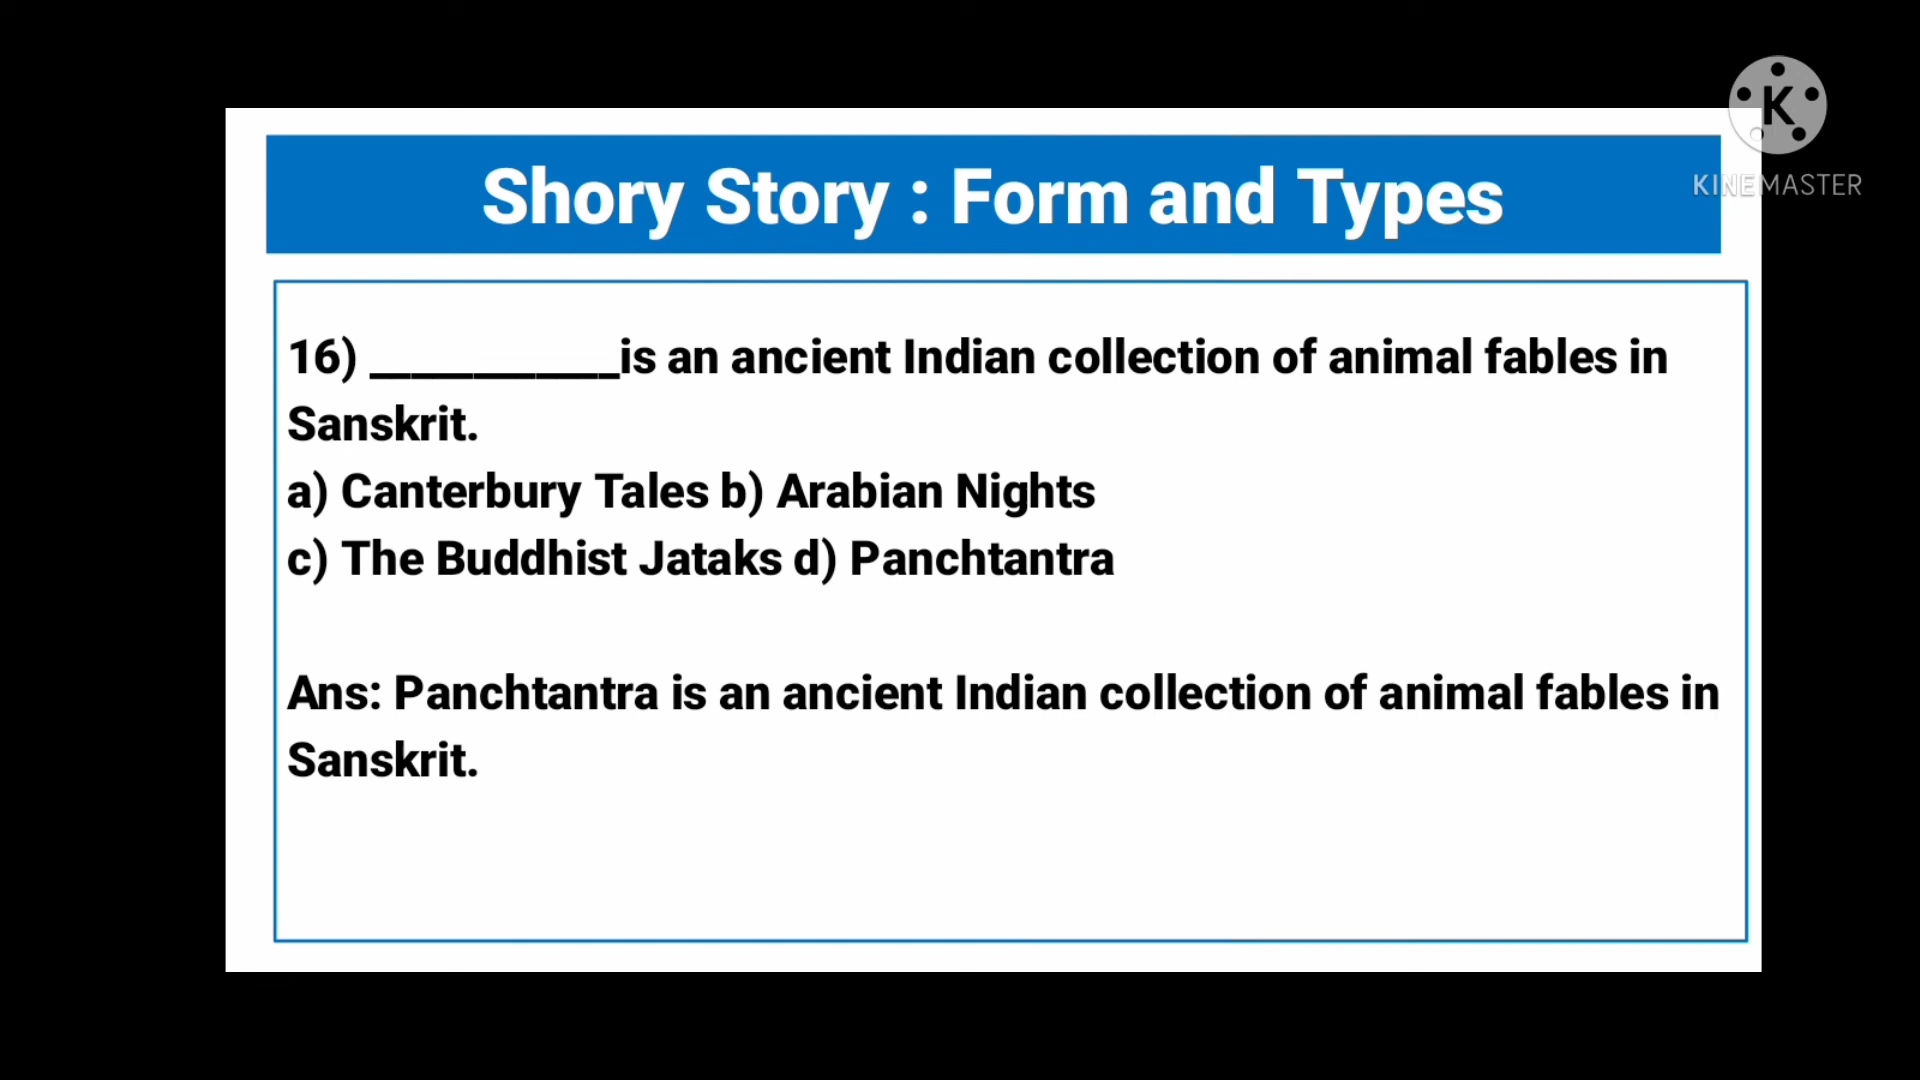 Shory Story : Form and Types
K
KINEMASTER
16) ____________is an ancient Indian collection of animal fables in
Sanskrit.
a) Canterbury Tales b) Arabian Nights
c) The Buddhist Jataks d) Panchtantra
Ans: Panchtantra is an ancient Indian collection of animal fables in
Sanskrit.